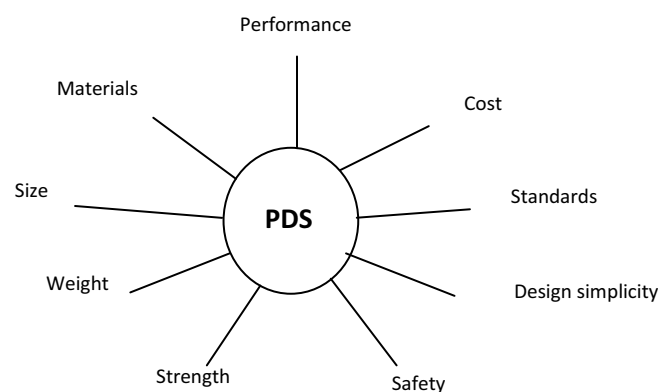 Performance
Materials
Cost
Size
PDS
Standards
Weight
Design simplicity
Strength
Safety